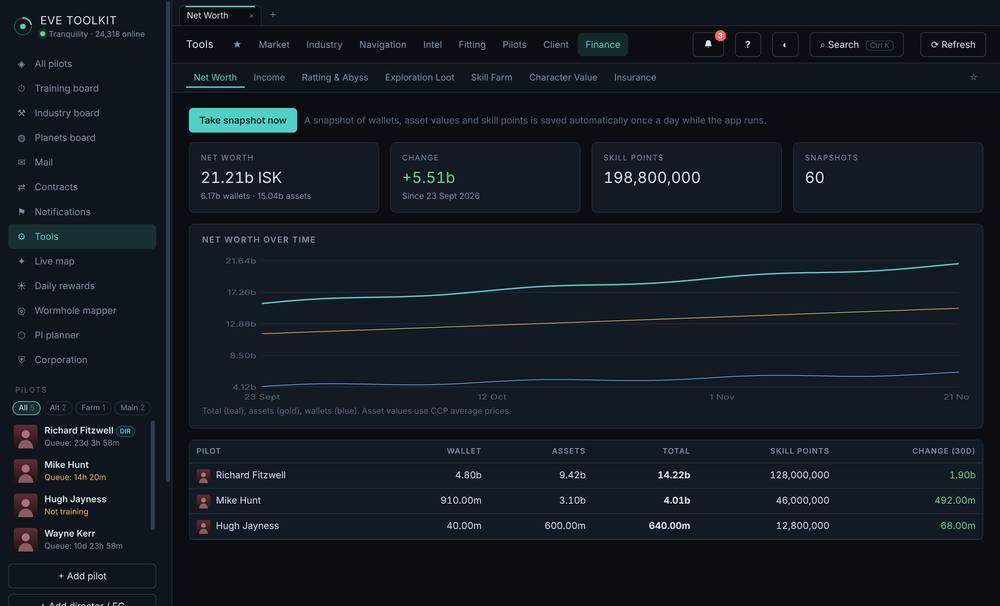 EVE TOOLKIT
Tranquility · 24,318 online
All pilots
Training board
Industry board
Planets board
Mail
Contracts
Notifications
Tools
Live map
Daily rewards
Wormhole mapper
PI planner
Corporation
PILOTS
All 5 Alt 2 Farm 1 Main 2
Richard Fitzwell DIR
Queue: 23d 3h 58m
Mike Hunt
Queue: 14h 20m
Hugh Jayness
Not training
Wayne Kerr
Queue: 10d 23h 58m
+ Add pilot
+ Add director / FC
Net Worth × +
Tools ★ Market Industry Navigation Intel Fitting Pilots Client Finance 3 ? Search Ctrl K ⟳ Refresh
Net Worth Income Ratting & Abyss Exploration Loot Skill Farm Character Value Insurance ☆
Take snapshot now A snapshot of wallets, asset values and skill points is saved automatically once a day while the app runs.
NET WORTH
21.21b ISK
6.17b wallets · 15.04b assets
CHANGE
+5.51b
Since 23 Sept 2026
SKILL POINTS
198,800,000
SNAPSHOTS
60
NET WORTH OVER TIME
21.64b
17.26b
12.88b
8.50b
4.12b
23 Sept 12 Oct 1 Nov 21 No
Total (teal), assets (gold), wallets (blue). Asset values use CCP average prices.
PILOT WALLET ASSETS TOTAL SKILL POINTS CHANGE (30D)
Richard Fitzwell 4.80b 9.42b 14.22b 128,000,000 1.90b
Mike Hunt 910.00m 3.10b 4.01b 46,000,000 492.00m
Hugh Jayness 40.00m 600.00m 640.00m 12,800,000 68.00m